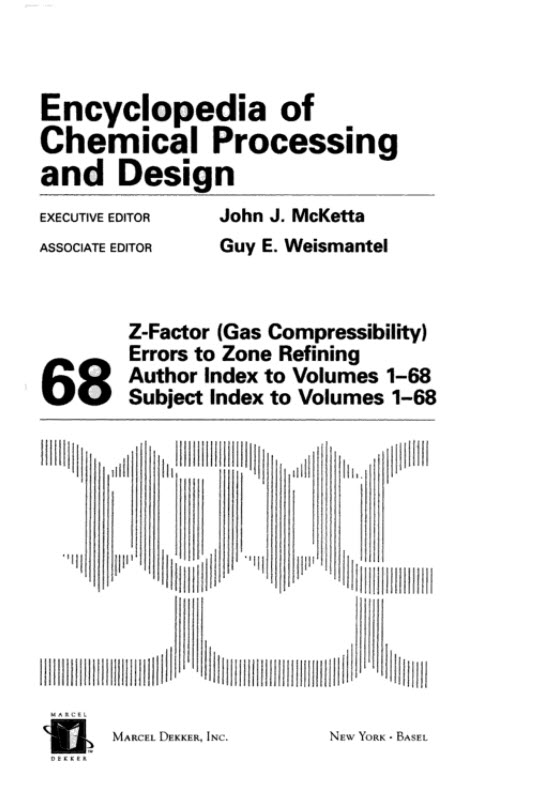 Encyclopedia of
Chemical Processing
and Design
EXECUTIVE EDITOR John J. McKetta
ASSOCIATE EDITOR Guy E. Weismantel
68
Z-Factor (Gas Compressibility)
Errors to Zone Refining
Author Index to Volumes 1–68
Subject Index to Volumes 1–68
MARCEL
DEKKER
MARCEL DEKKER, INC. NEW YORK • BASEL